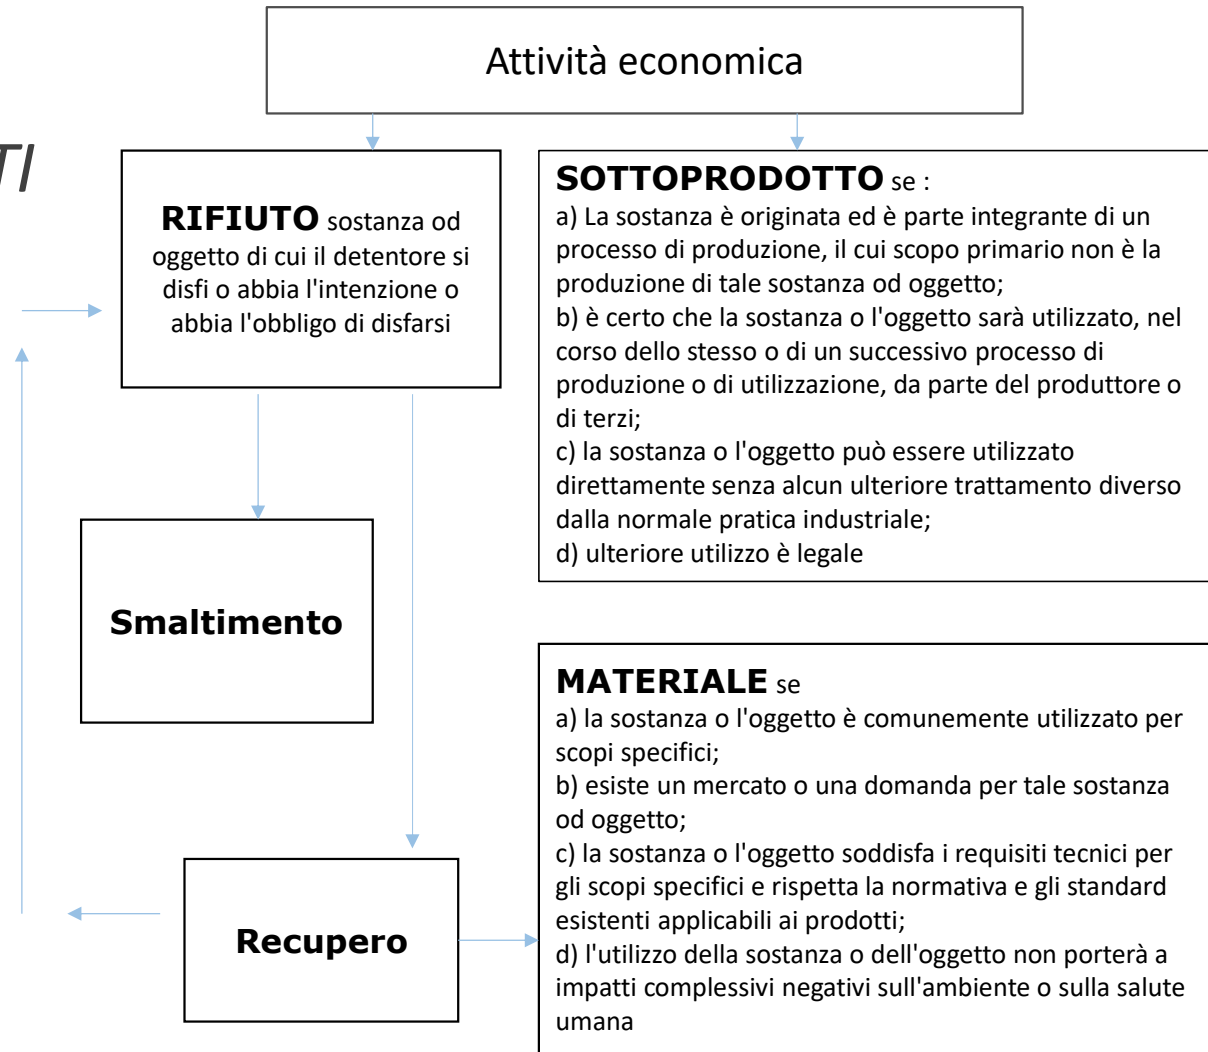 Attività economica
TI
RIFIUTO sostanza od
oggetto di cui il detentore si
disfi o abbia l'intenzione o
abbia l'obbligo di disfarsi
SOTTOPRODOTTO se :
a) La sostanza è originata ed è parte integrante di un
processo di produzione, il cui scopo primario non è la
produzione di tale sostanza od oggetto;
b) è certo che la sostanza o l'oggetto sarà utilizzato, nel
corso dello stesso o di un successivo processo di
produzione o di utilizzazione, da parte del produttore o
di terzi;
c) la sostanza o l'oggetto può essere utilizzato
direttamente senza alcun ulteriore trattamento diverso
dalla normale pratica industriale;
d) ulteriore utilizzo è legale
Smaltimento
Recupero
MATERIALE se
a) la sostanza o l'oggetto è comunemente utilizzato per
scopi specifici;
b) esiste un mercato o una domanda per tale sostanza
od oggetto;
c) la sostanza o l'oggetto soddisfa i requisiti tecnici per
gli scopi specifici e rispetta la normativa e gli standard
esistenti applicabili ai prodotti;
d) l'utilizzo della sostanza o dell'oggetto non porterà a
impatti complessivi negativi sull'ambiente o sulla salute
umana